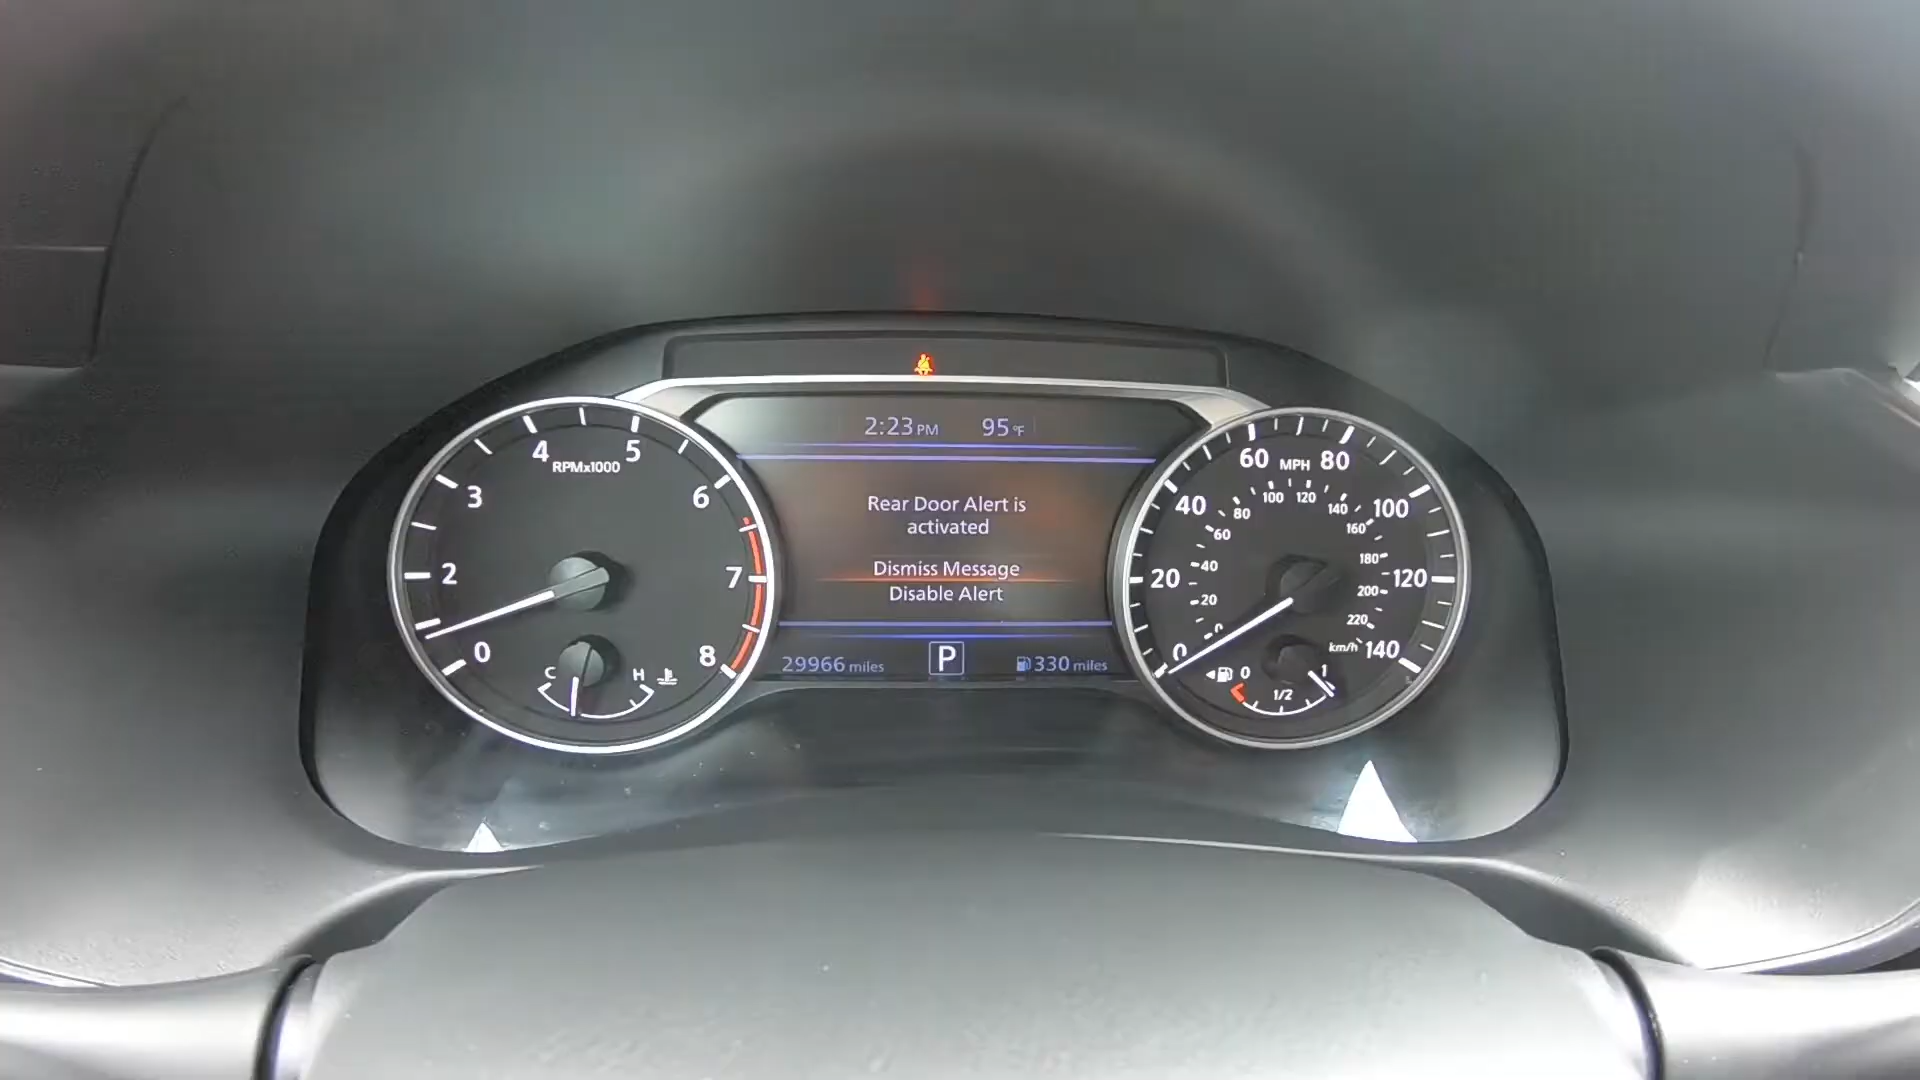 2:23 PM 95°F
Rear Door Alert is
activated
Dismiss Message
Disable Alert
29966 miles P 330 miles
0 2 3 4 5 6 7 8
RPMx1000
C H
0 20 40 60 80 100 120 140
MPH
0 20 40 60 80 100 120 140 160 180 200 220
km/h
0 1/2 1